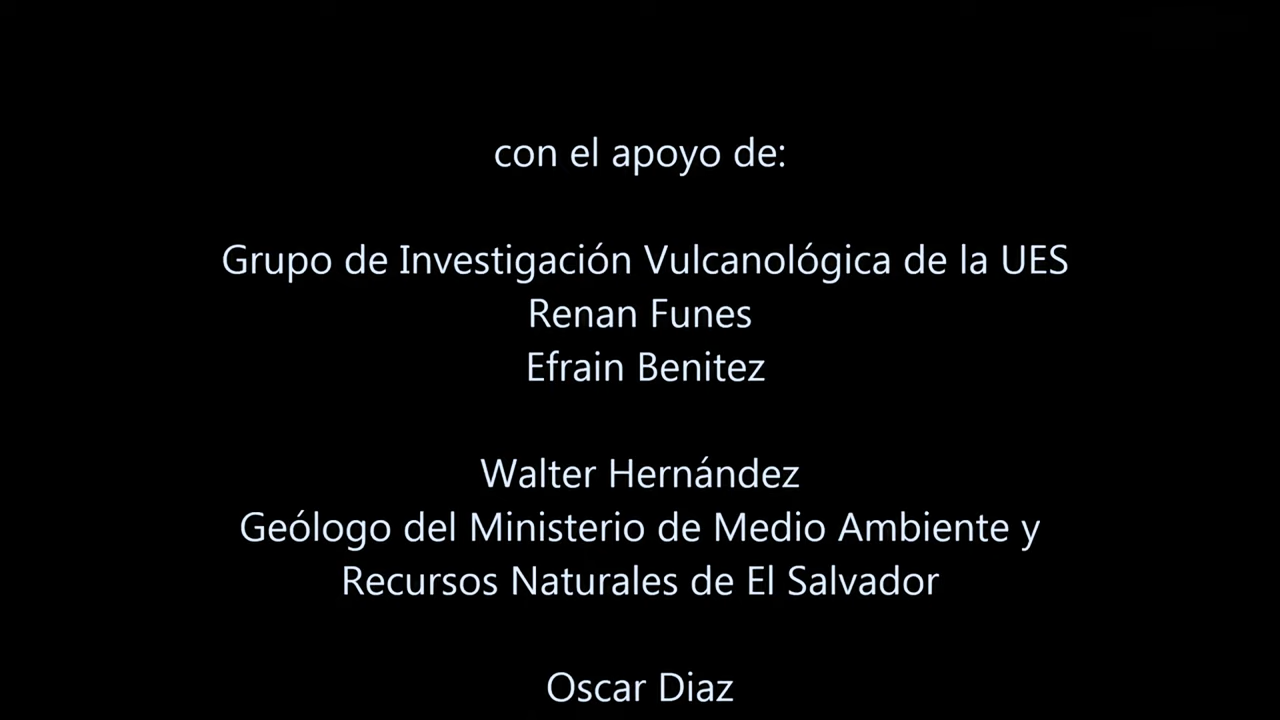 con el apoyo de:
Grupo de Investigación Vulcanológica de la UES
Renan Funes
Efrain Benitez
Walter Hernández
Geólogo del Ministerio de Medio Ambiente y
Recursos Naturales de El Salvador
Oscar Diaz